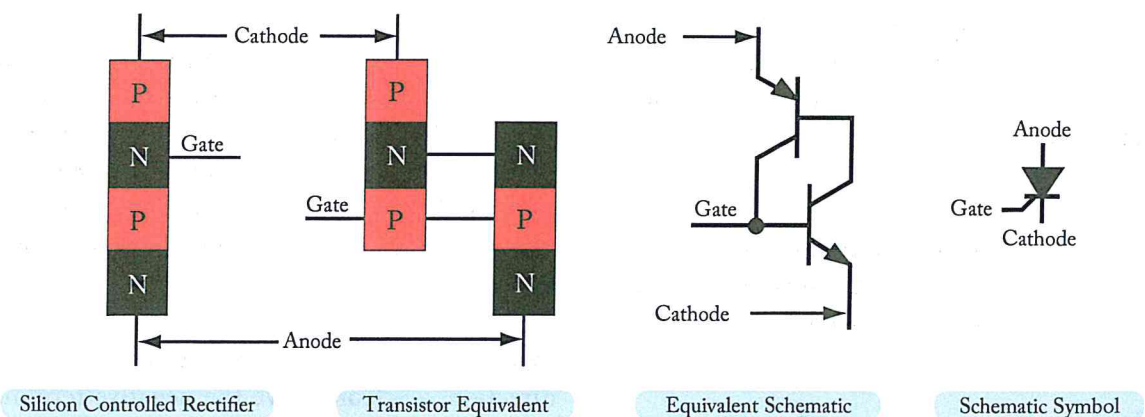 Cathode
Anode
P
P
N
Gate
N
N
Anode
Gate
Gate
Gate
P
P
P
Cathode
N
N
Cathode
Anode
Silicon Controlled Rectifier
Transistor Equivalent
Equivalent Schematic
Schematic Symbol